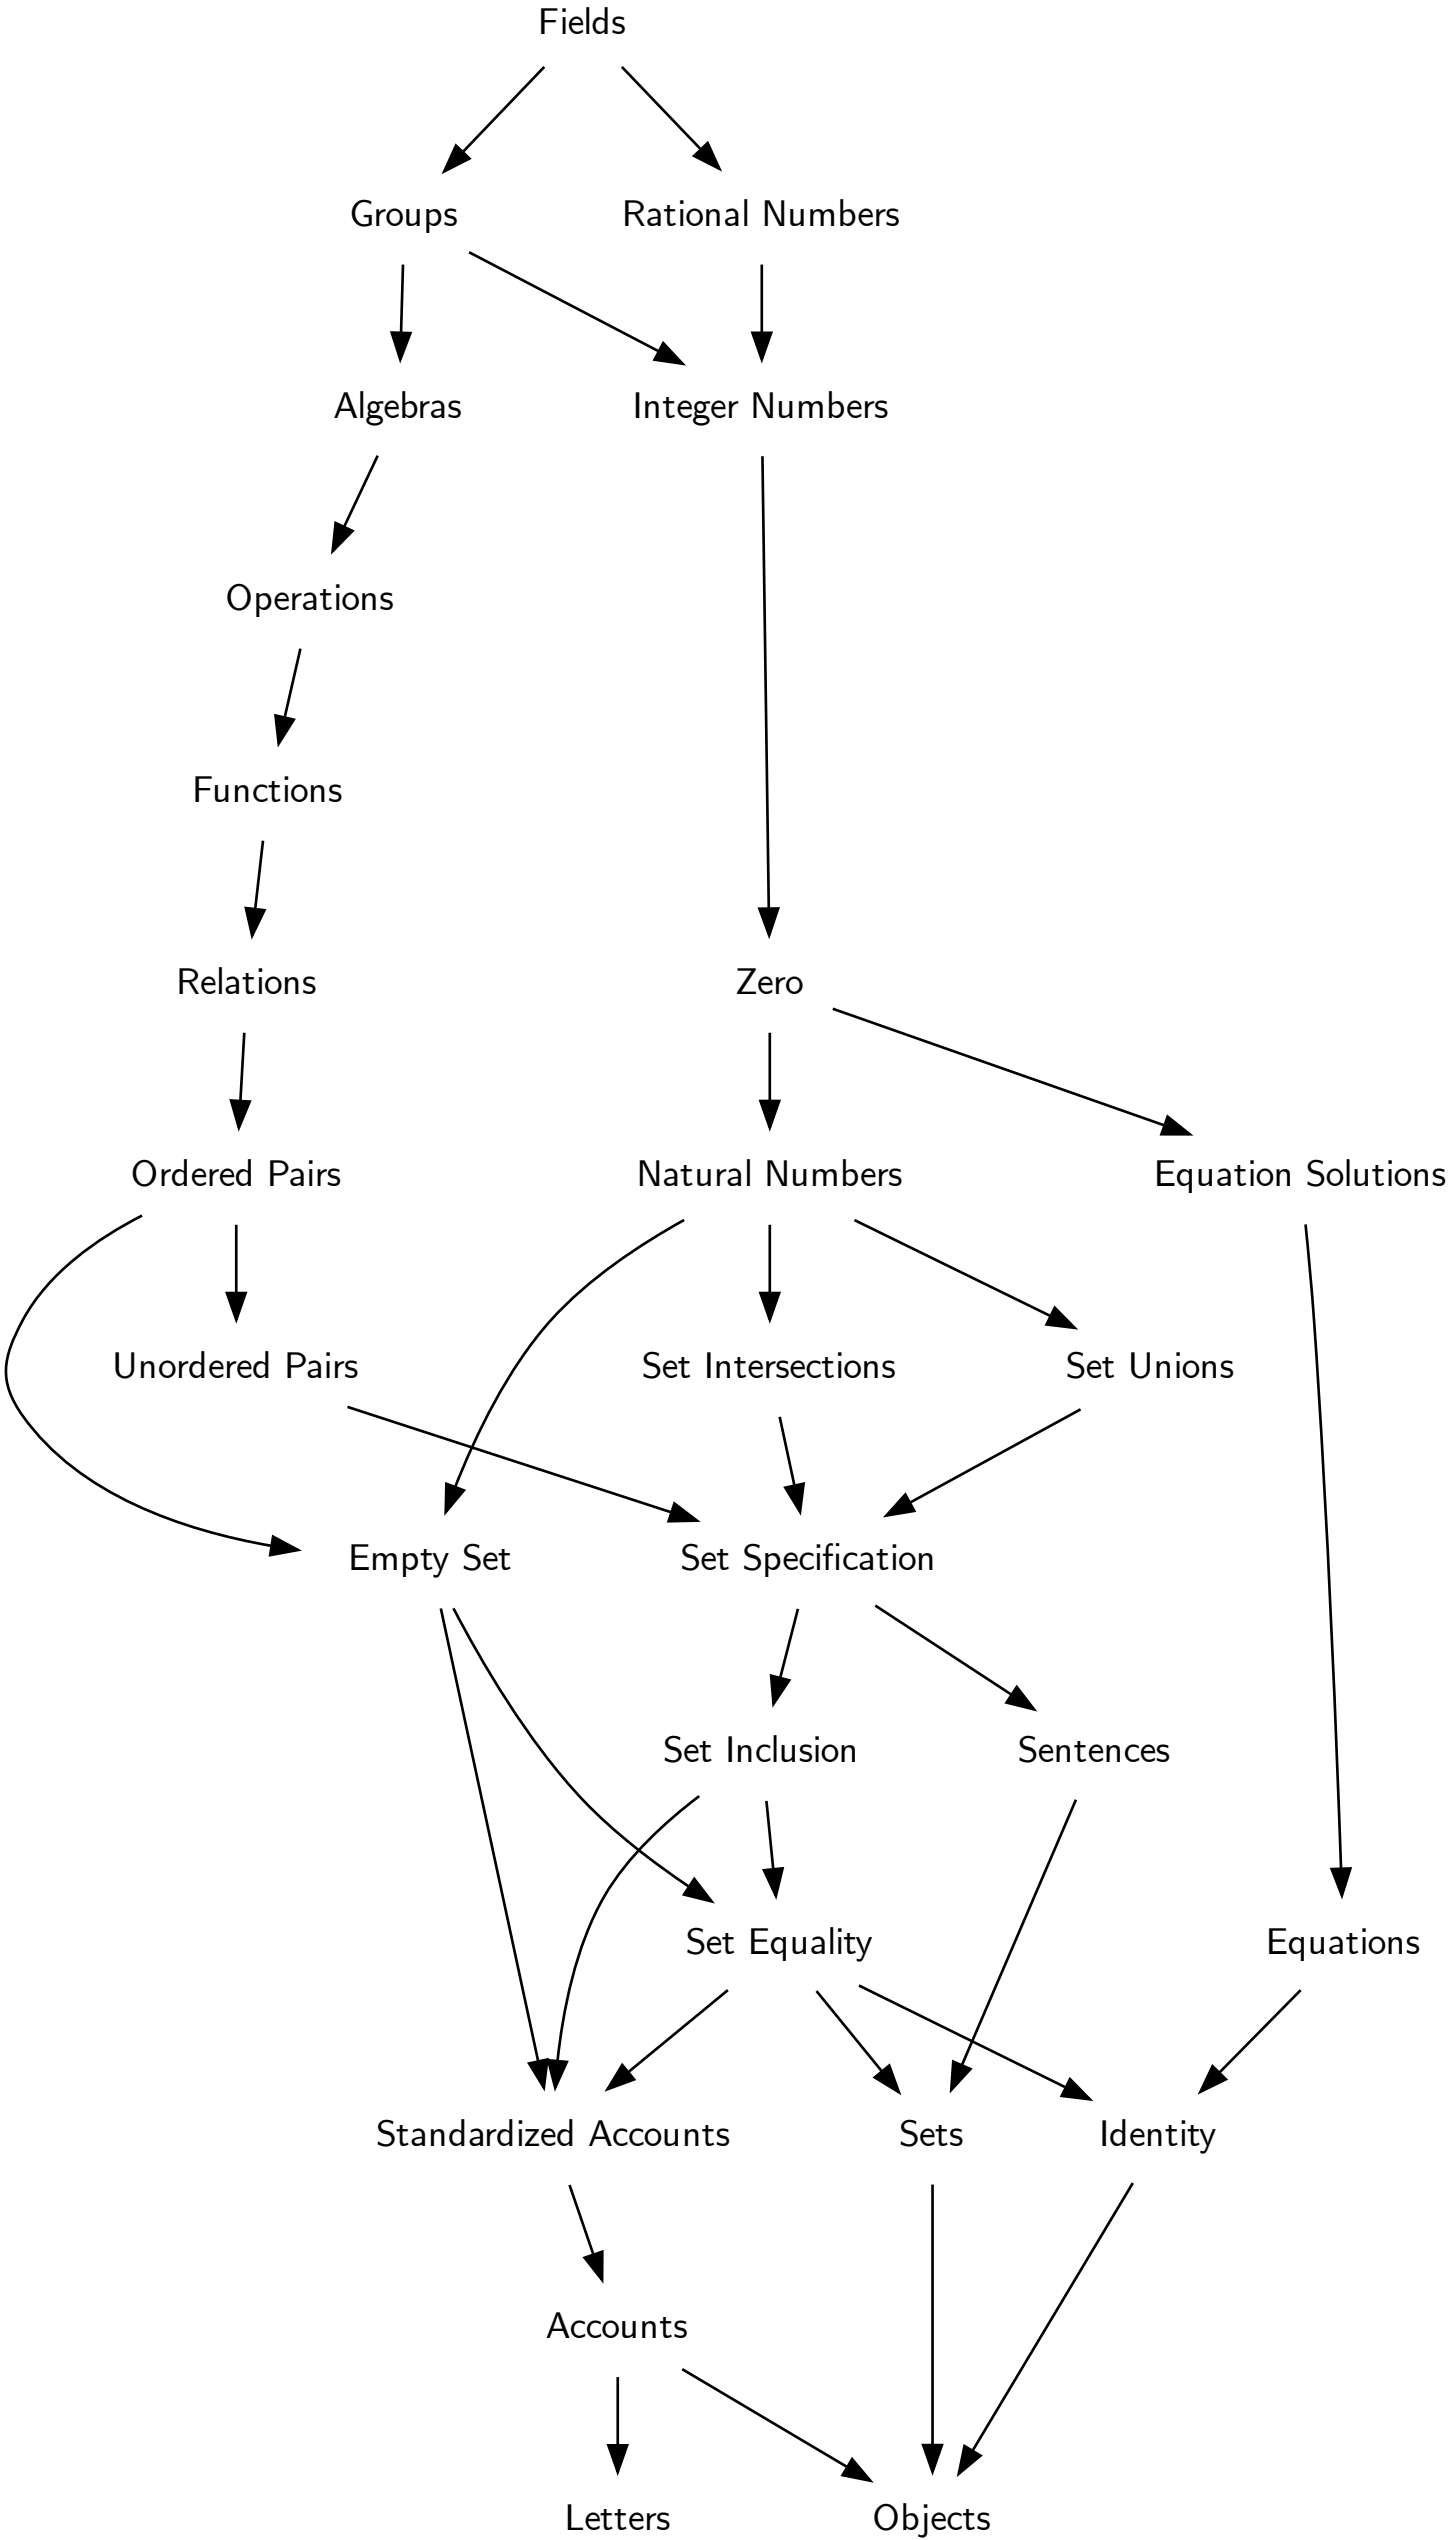 Fields
Groups
Rational Numbers
Algebras
Integer Numbers
Operations
Functions
Relations
Zero
Ordered Pairs
Natural Numbers
Equation Solutions
Unordered Pairs
Set Intersections
Set Unions
Empty Set
Set Specification
Set Inclusion
Sentences
Set Equality
Equations
Standardized Accounts
Sets
Identity
Accounts
Letters
Objects